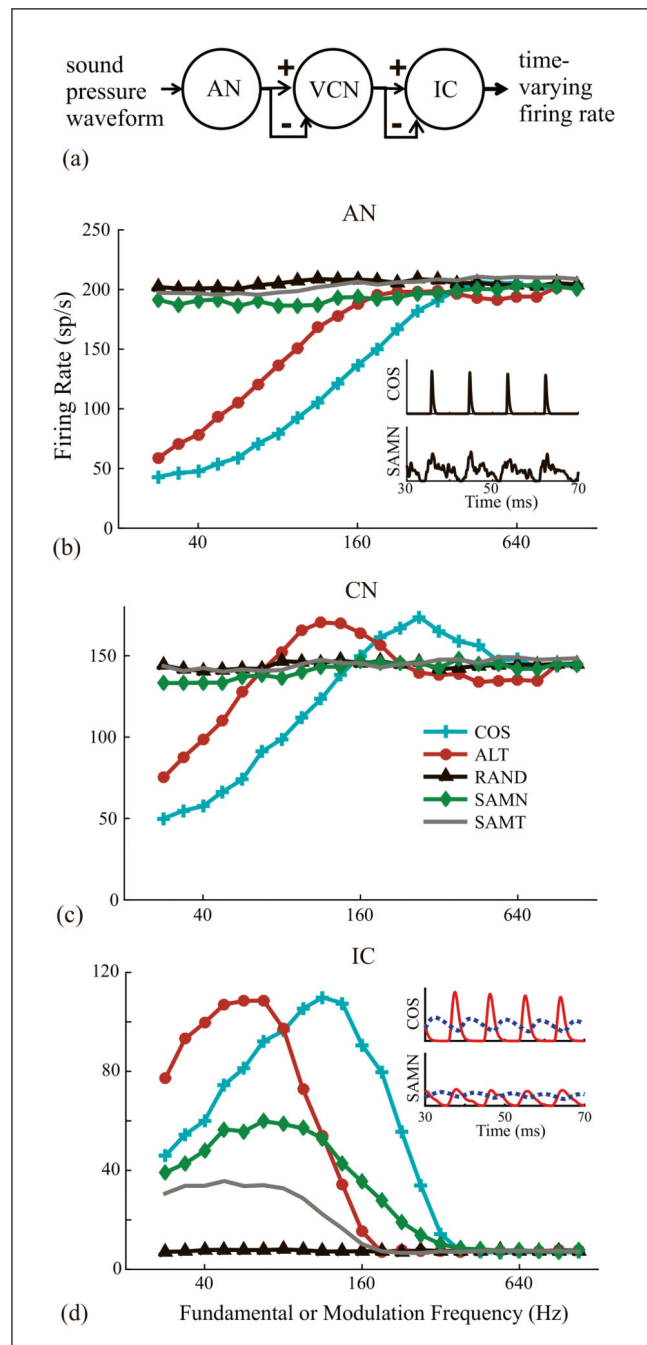 sound
pressure
waveform
AN
+
-
VCN
+
-
IC
time-
varying
firing rate
(a)
AN
250
200
150
100
50
0
Firing Rate (sp/s)
40
160
640
COS
SAMN
30
50
70
Time (ms)
(b)
CN
150
100
50
0
COS
ALT
RAND
SAMN
SAMT
40
160
640
(c)
IC
120
80
40
0
COS
SAMN
30
50
70
Time (ms)
40
160
640
(d)
Fundamental or Modulation Frequency (Hz)